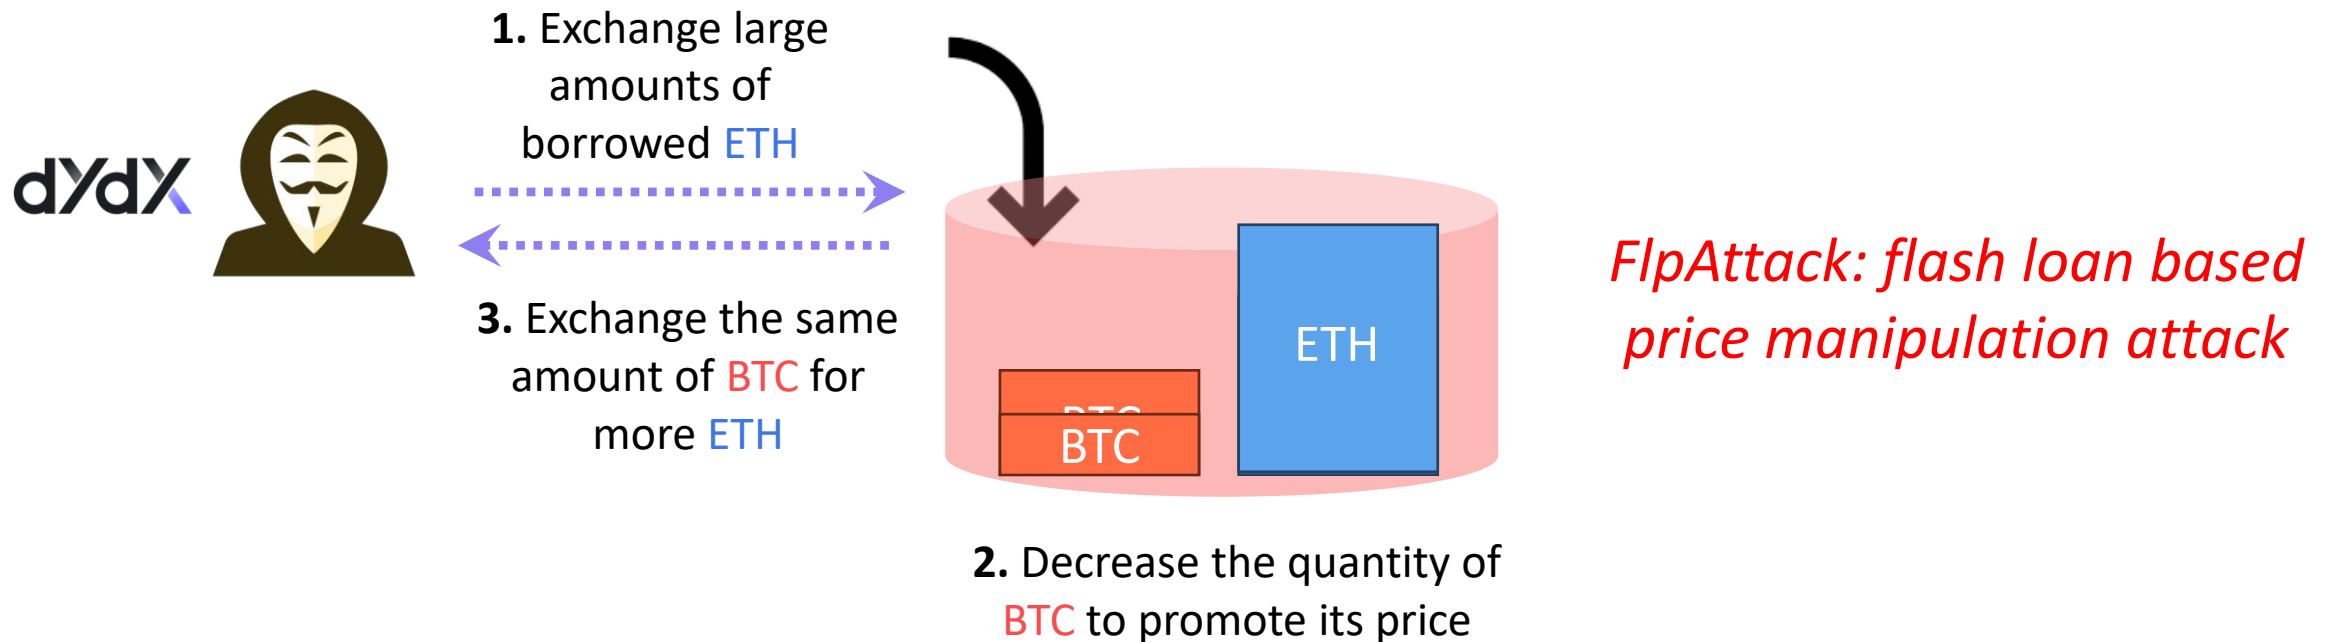 1. Exchange large
amounts of
borrowed ETH
dYdX
3. Exchange the same
amount of BTC for
more ETH
BTC
BTC
ETH
2. Decrease the quantity of
BTC to promote its price
FlpAttack: flash loan based
price manipulation attack